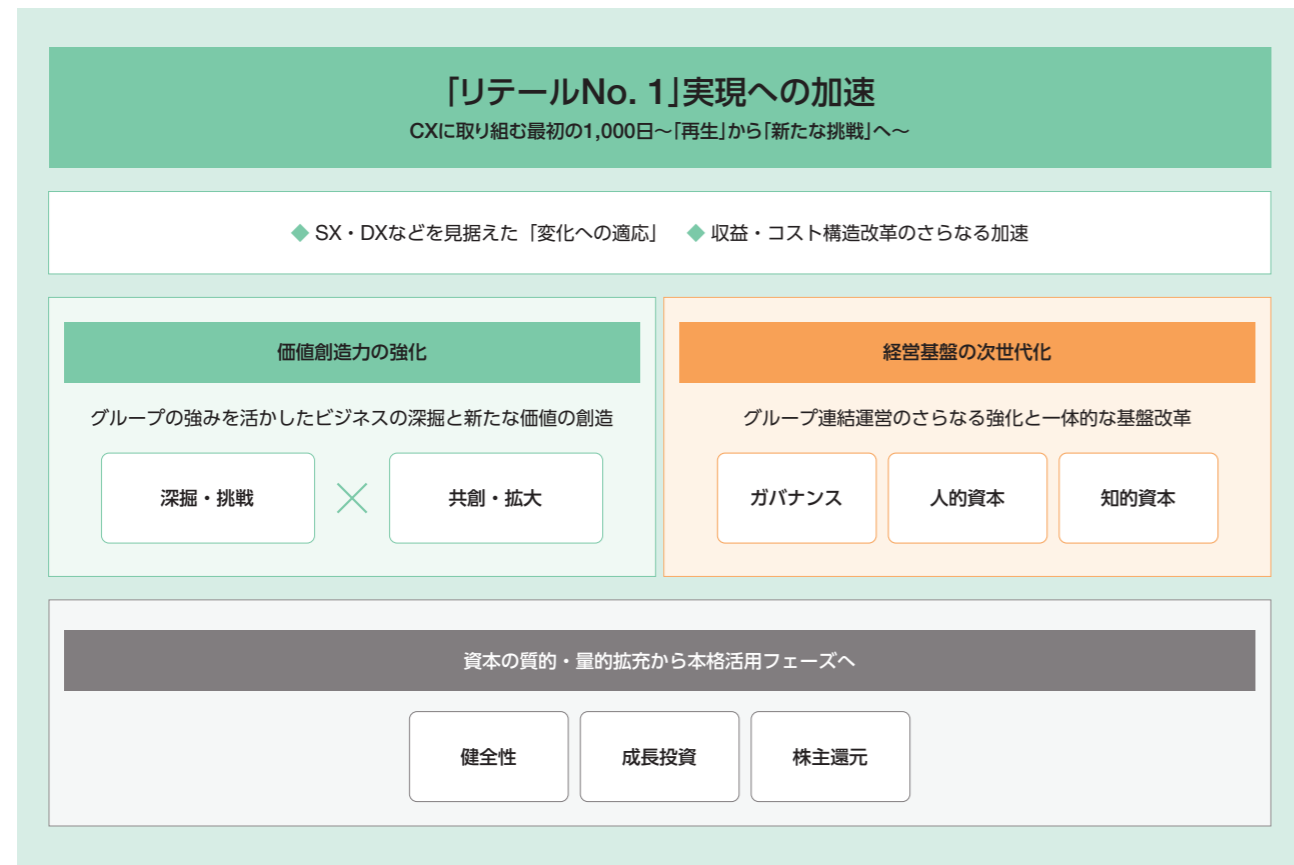 「リテールNo. 1」実現への加速
CXに取り組む最初の1,000日～「再生」から「新たな挑戦」へ～
◆ SX・DXなどを見据えた「変化への適応」 ◆ 収益・コスト構造改革のさらなる加速
価値創造力の強化
グループの強みを活かしたビジネスの深掘と新たな価値の創造
深掘・挑戦 × 共創・拡大
経営基盤の次世代化
グループ連結運営のさらなる強化と一体的な基盤改革
ガバナンス 人的資本 知的資本
資本の質的・量的拡充から本格活用フェーズへ
健全性 成長投資 株主還元